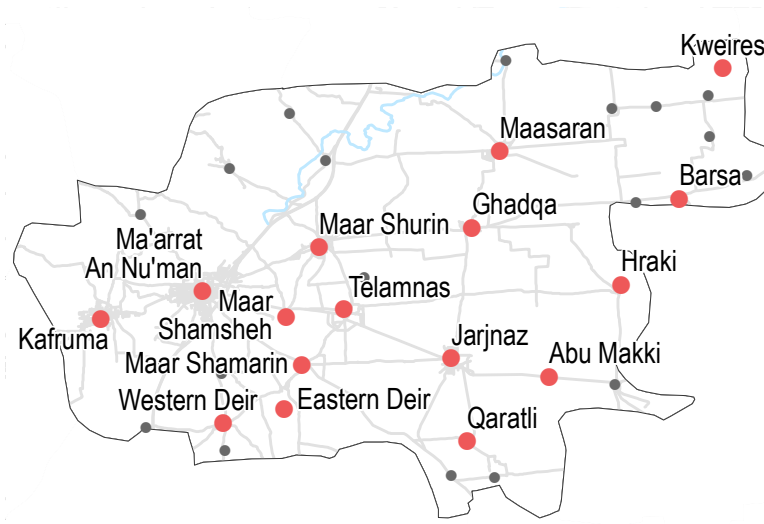 Kweires
Maasaran
Barsa
Ghadqa
Maar Shurin
Ma'arrat
An Nu'man
Hraki
Telamnas
Maar
Shamsheh
Kafruma
Jarjnaz
Abu Makki
Maar Shamarin
Western Deir
Eastern Deir
Qaratli